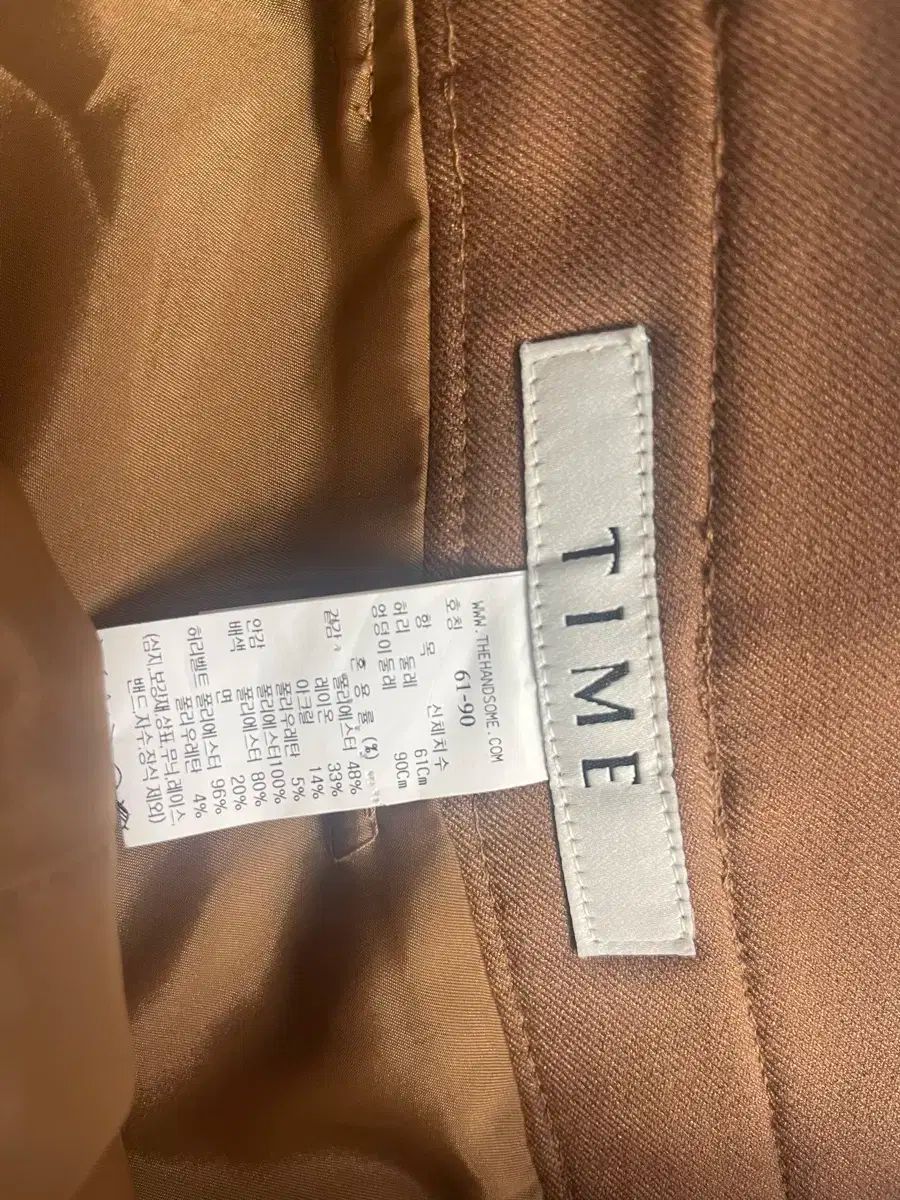 TIME
WWW.THEHANDSOME.COM
호칭 61-90
항 목 신체치수
허리 둘레 61Cm
엉덩이둘레 90Cm
혼 용 률 (%)
겉감 폴리에스터 48%
레이온 33%
아크릴 14%
폴리우레탄 5%
안감 폴리에스터100%
배색 폴리에스터 80%
면 20%
허리벨트 폴리에스터 96%
폴리우레탄 4%
(심지.보강재.상표.무늬.레이스
밴드.자수.장식 제외)